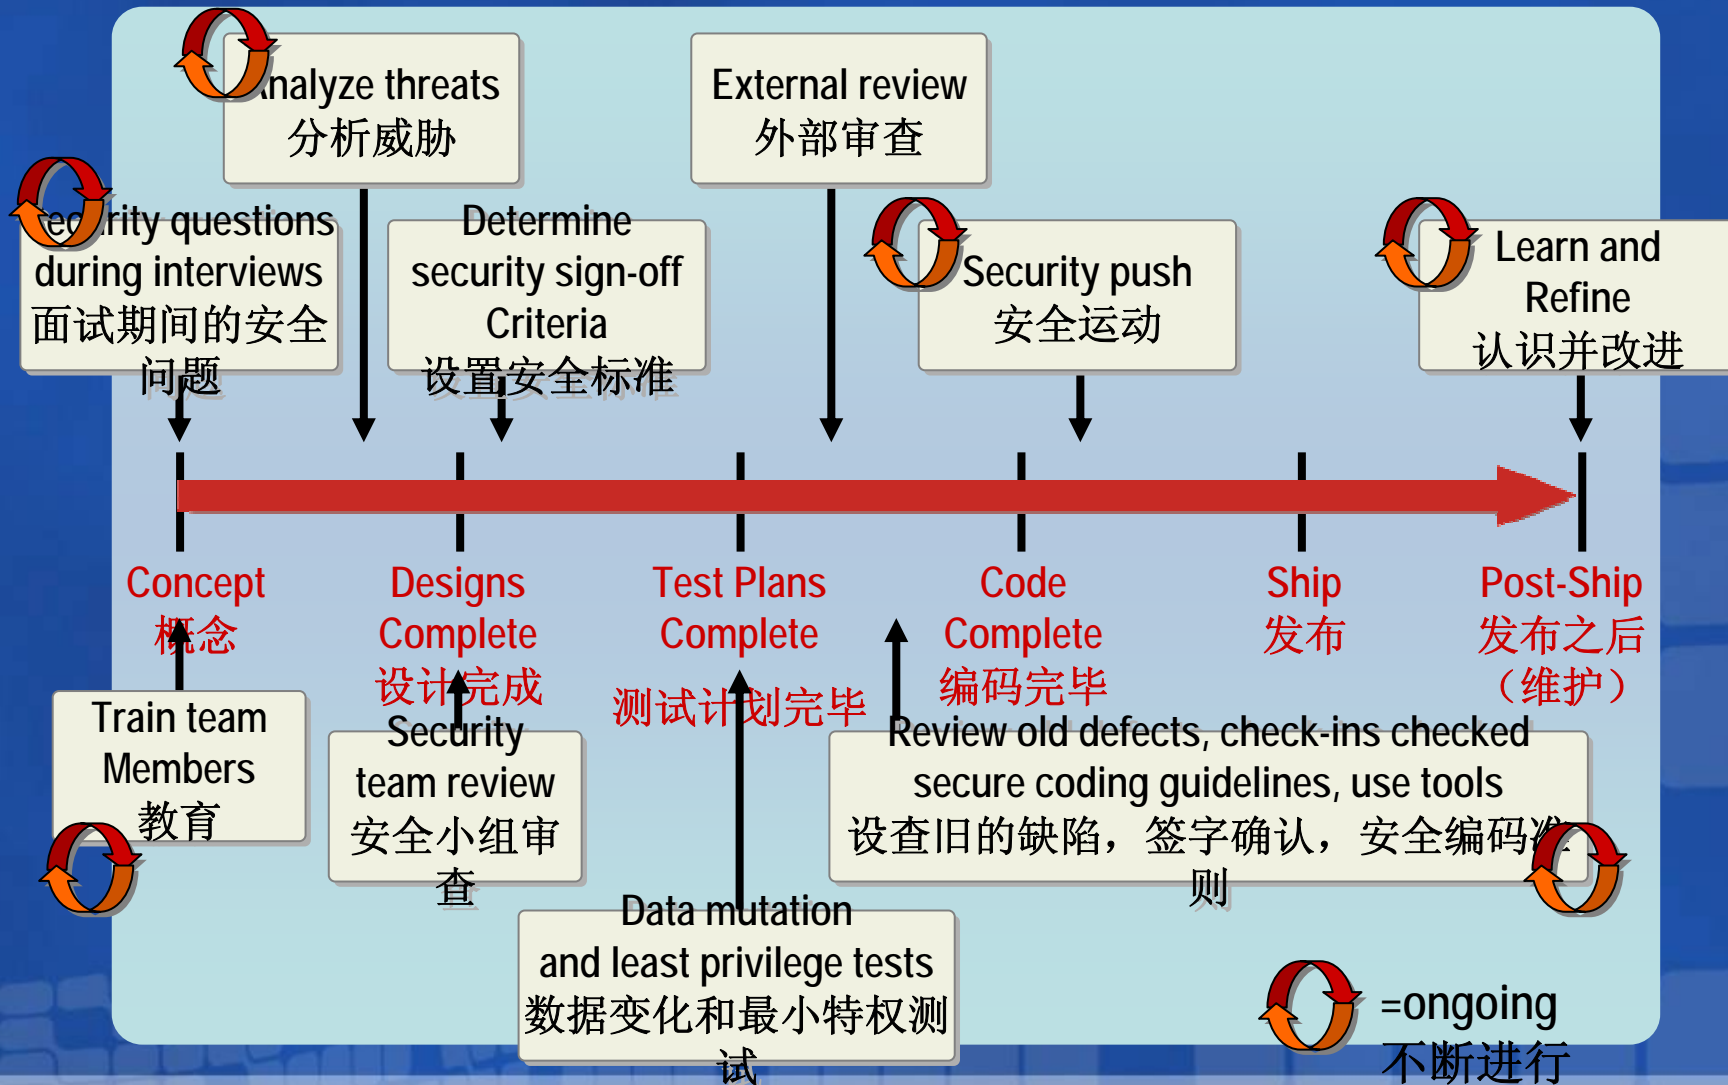 nalyze threats
分析威胁
External review
外部审查
ecurity questions
during interviews
面试期间的安全
问题
Determine
security sign-off
Criteria
设置安全标准
Security push
安全运动
Learn and
Refine
认识并改进
Concept
概念
Designs
Complete
设计完成
Test Plans
Complete
测试计划完毕
Code
Complete
编码完毕
Ship
发布
Post-Ship
发布之后
（维护）
Train team
Members
教育
Security
team review
安全小组审
查
Review old defects, check-ins checked
secure coding guidelines, use tools
设查旧的缺陷，签字确认，安全编码准
则
Data mutation
and least privilege tests
数据变化和最小特权测
试
=ongoing
不断进行